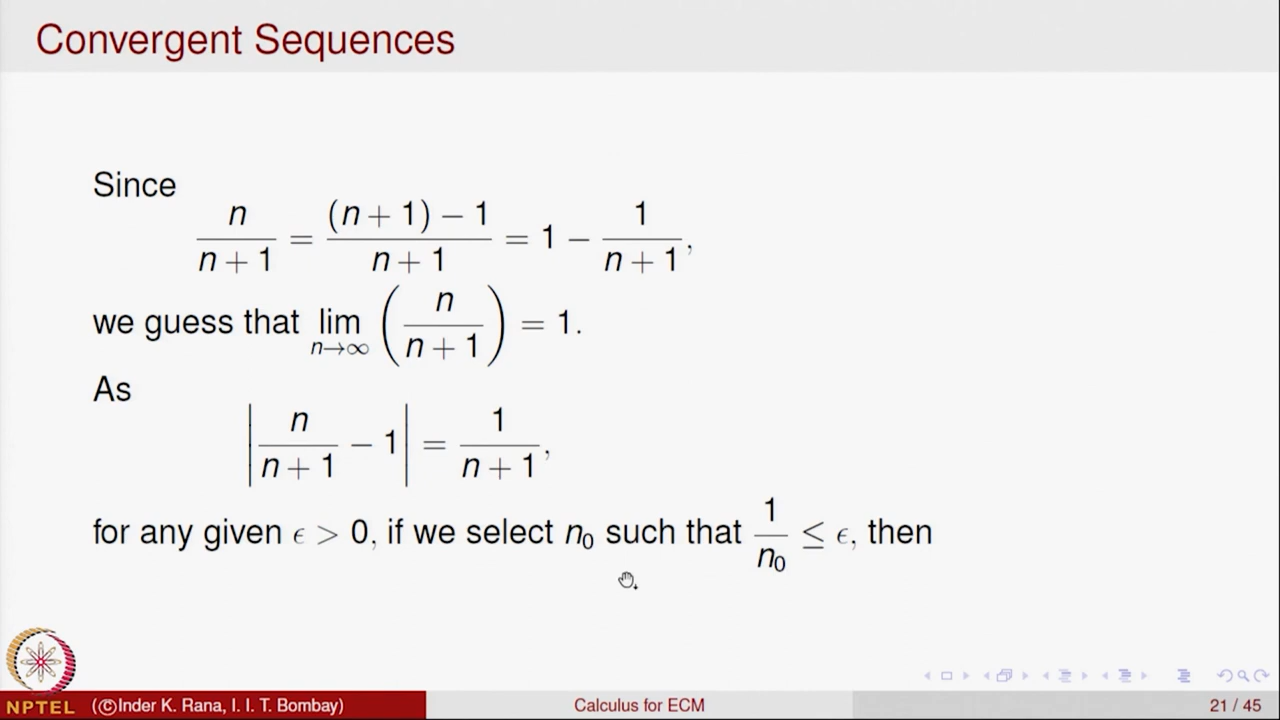 Convergent Sequences
Since
n/(n + 1) = ((n + 1) − 1)/(n + 1) = 1 − 1/(n + 1),
we guess that lim_{n→∞} (n/(n + 1)) = 1.
As
|n/(n + 1) − 1| = 1/(n + 1),
for any given ϵ > 0, if we select n₀ such that 1/n₀ ≤ ϵ, then
NPTEL (©Inder K. Rana, I. I. T. Bombay) Calculus for ECM 21 / 45